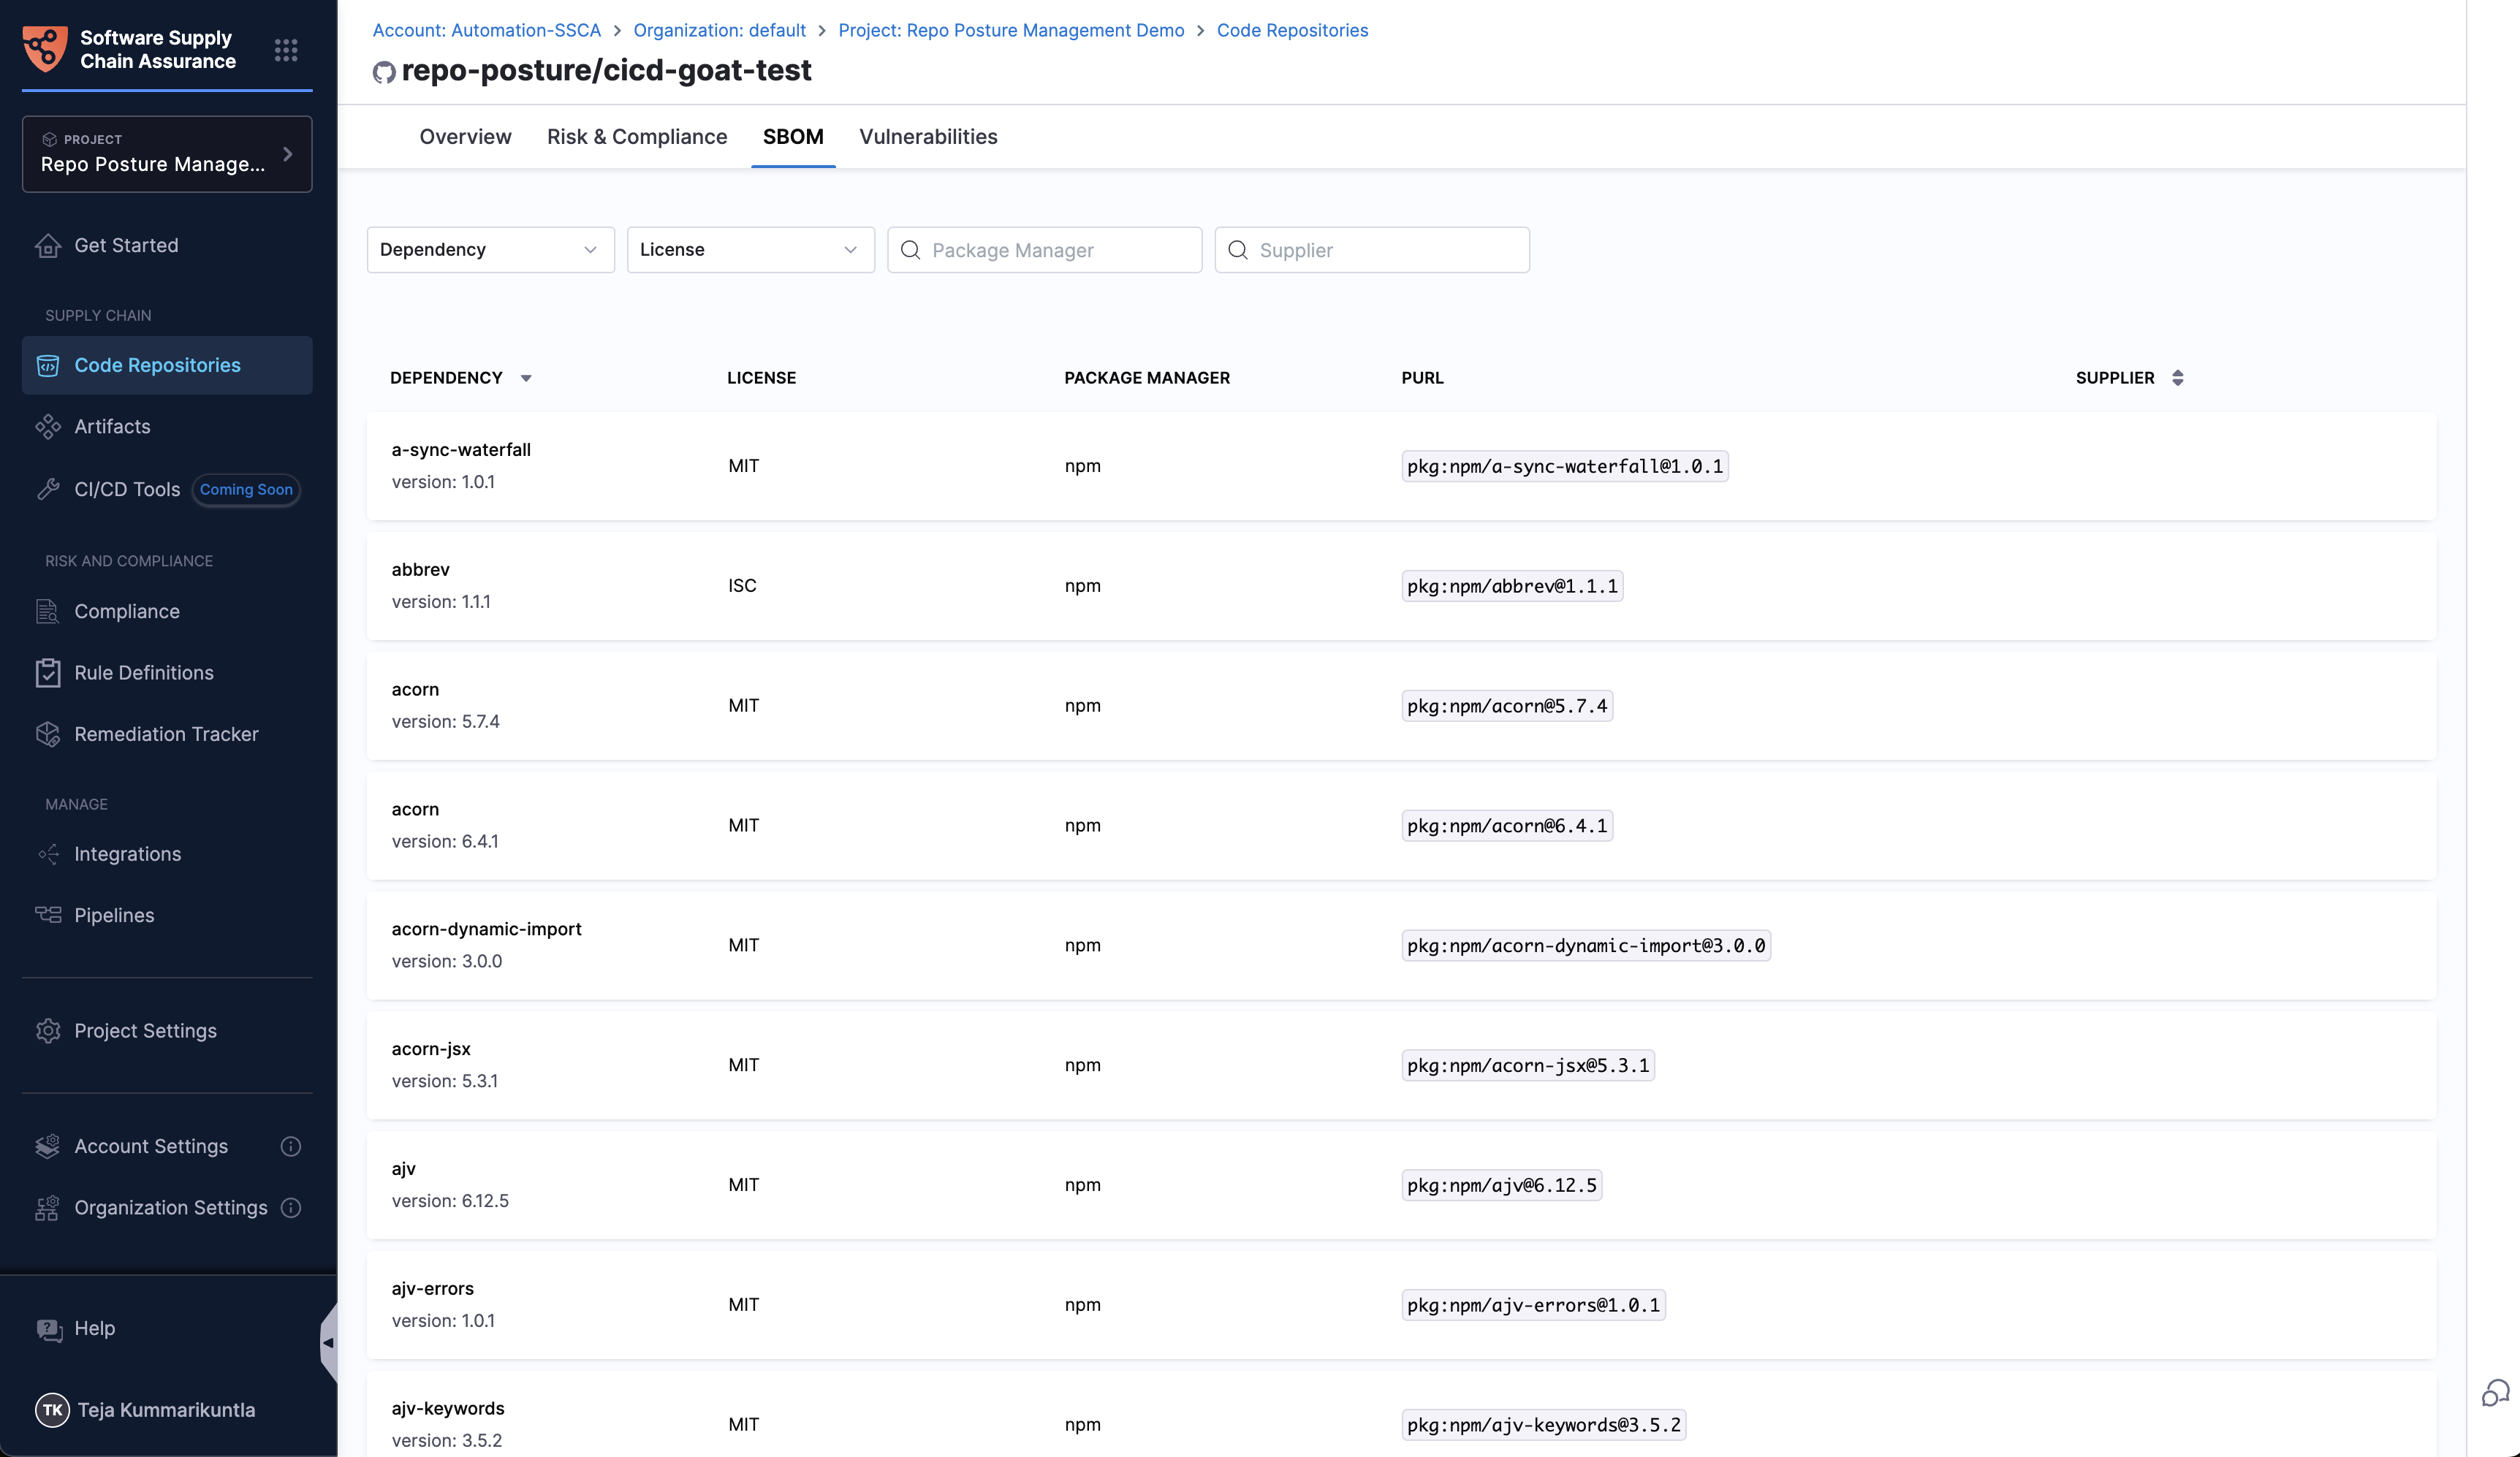 Software Supply
Chain Assurance
PROJECT
Repo Posture Manage...
Get Started
SUPPLY CHAIN
Code Repositories
Artifacts
CI/CD Tools Coming Soon
RISK AND COMPLIANCE
Compliance
Rule Definitions
Remediation Tracker
MANAGE
Integrations
Pipelines
Project Settings
Account Settings
Organization Settings
Help
TK Teja Kummarikuntla
Account: Automation-SSCA > Organization: default > Project: Repo Posture Management Demo > Code Repositories
repo-posture/cicd-goat-test
Overview Risk & Compliance SBOM Vulnerabilities
Dependency License Package Manager Supplier
DEPENDENCY LICENSE PACKAGE MANAGER PURL SUPPLIER
a-sync-waterfall
version: 1.0.1
MIT npm pkg:npm/a-sync-waterfall@1.0.1
abbrev
version: 1.1.1
ISC npm pkg:npm/abbrev@1.1.1
acorn
version: 5.7.4
MIT npm pkg:npm/acorn@5.7.4
acorn
version: 6.4.1
MIT npm pkg:npm/acorn@6.4.1
acorn-dynamic-import
version: 3.0.0
MIT npm pkg:npm/acorn-dynamic-import@3.0.0
acorn-jsx
version: 5.3.1
MIT npm pkg:npm/acorn-jsx@5.3.1
ajv
version: 6.12.5
MIT npm pkg:npm/ajv@6.12.5
ajv-errors
version: 1.0.1
MIT npm pkg:npm/ajv-errors@1.0.1
ajv-keywords
version: 3.5.2
MIT npm pkg:npm/ajv-keywords@3.5.2